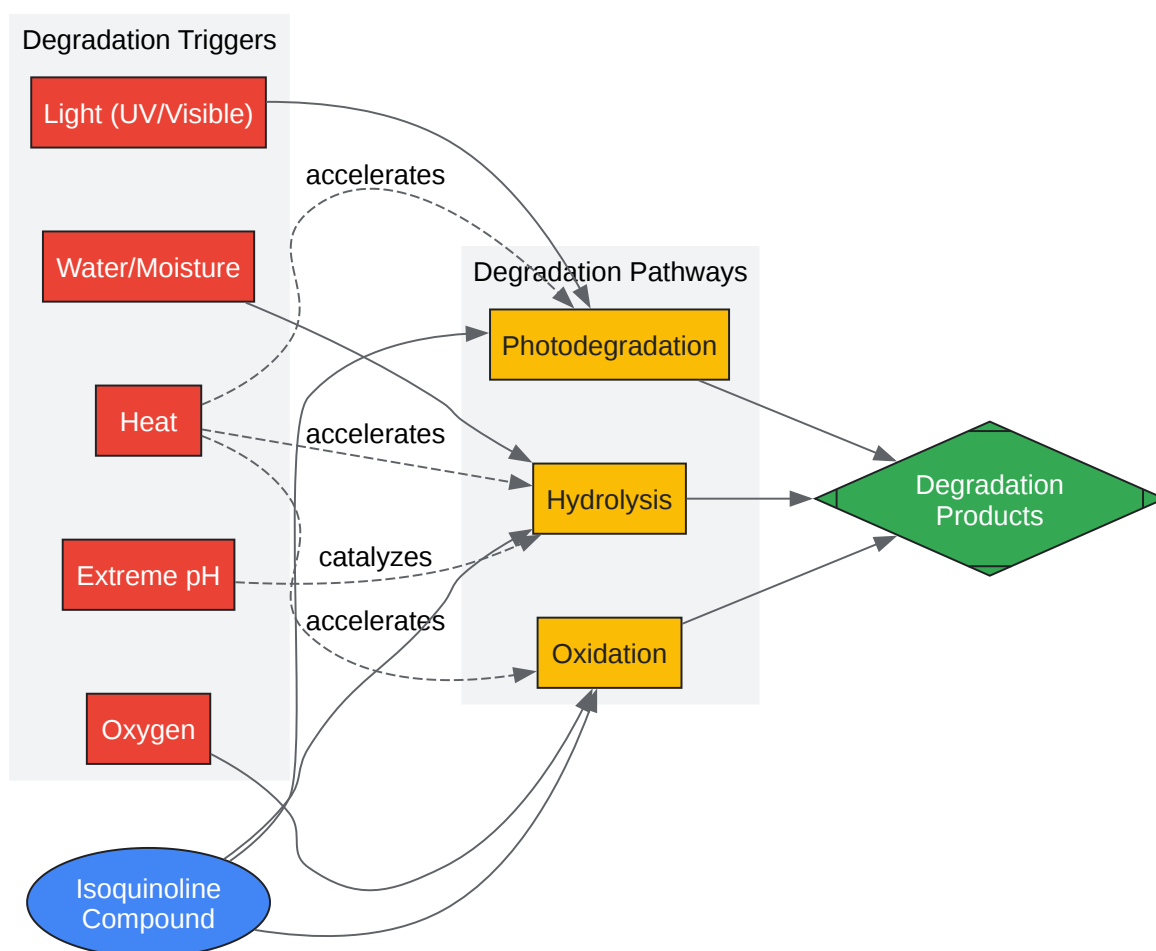 Degradation Triggers
Light (UV/Visible)
accelerates
Water/Moisture
Degradation Pathways
Photodegradation
Heat
accelerates
Hydrolysis
Degradation
Products
Extreme pH
catalyzes
accelerates
Oxidation
Oxygen
Isoquinoline
Compound